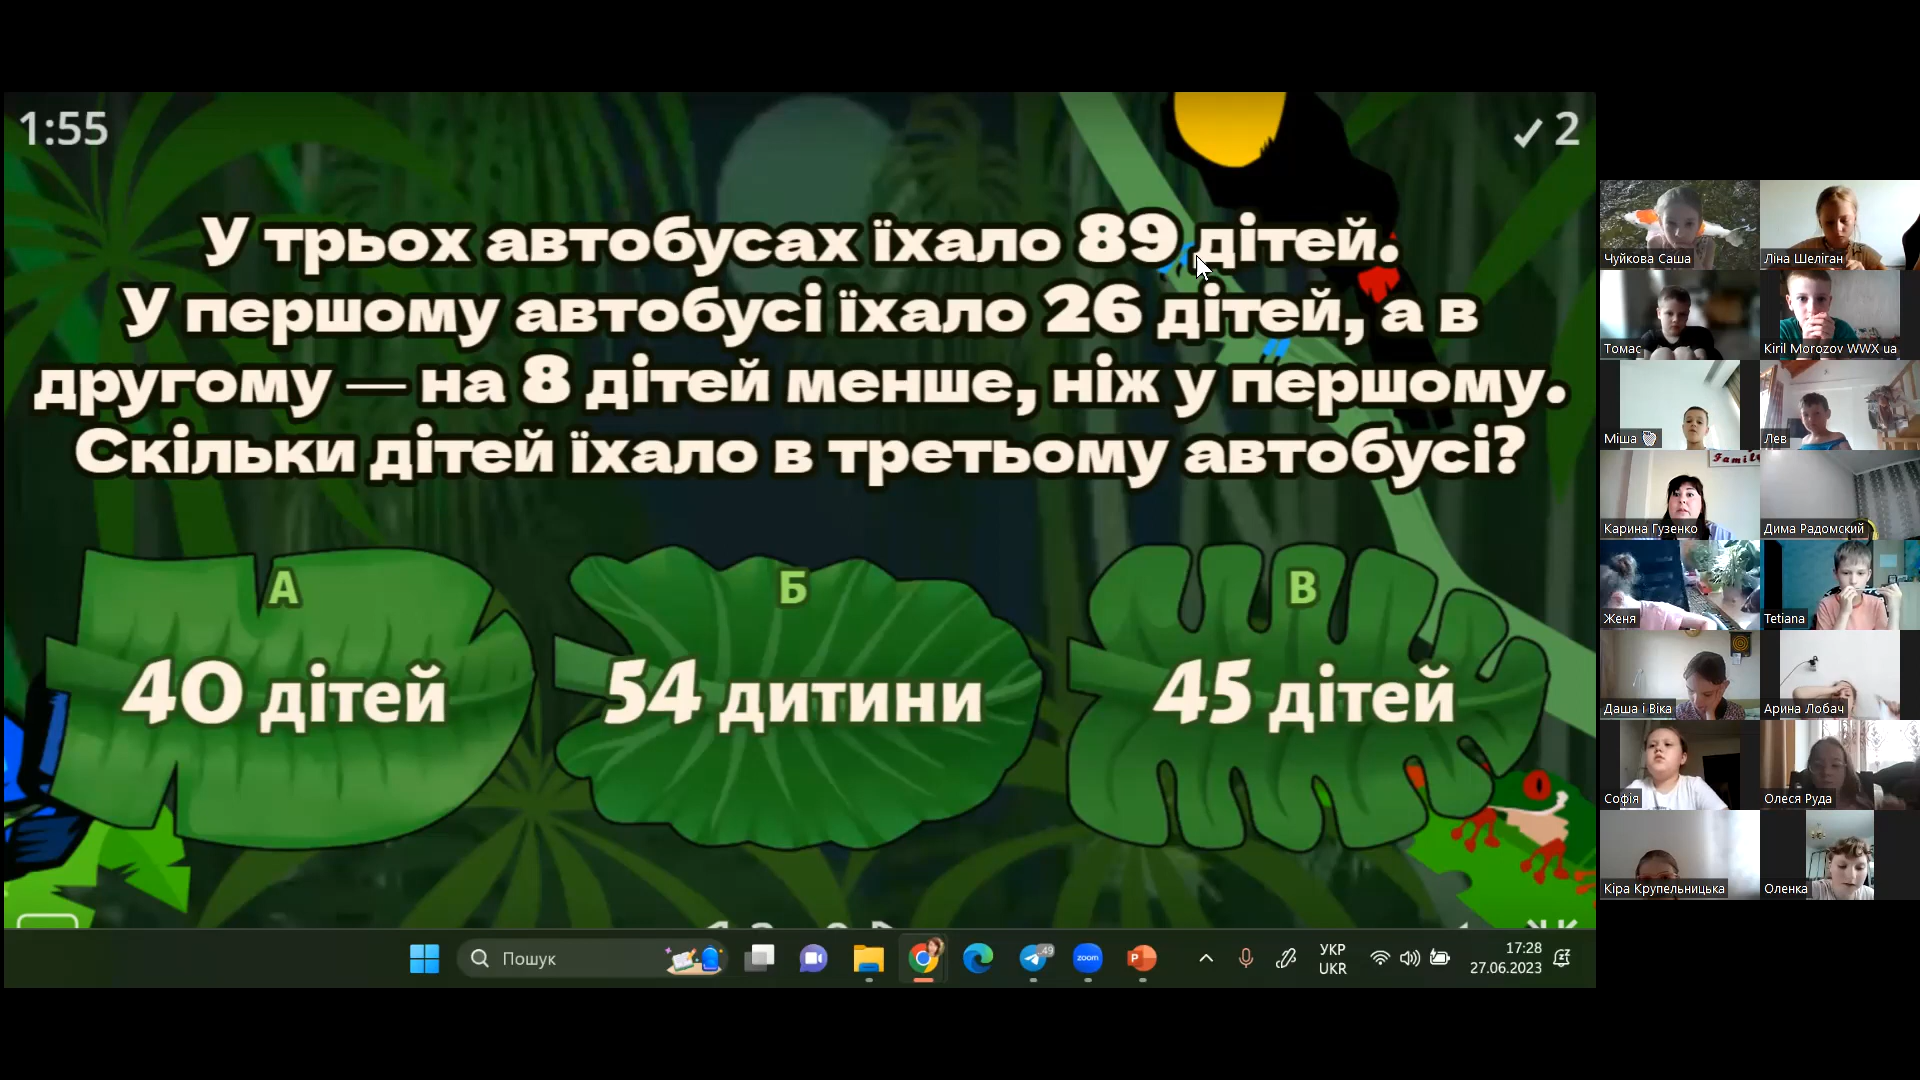 1:55
2
У трьох автобусах їхало 89 дітей.
У першому автобусі їхало 26 дітей, а в
другому — на 8 дітей менше, ніж у першому.
Скільки дітей їхало в третьому автобусі?
А
40 дітей
Б
54 дитини
В
45 дітей
Пошук
49
zoom
P
УКР
UKR
17:28
27.06.2023
Чуйкова Саша
Ліна Шеліган
Томас
Kiril Morozov WWX ua
Міша
Лев
Карина Гузенко
Дима Радомский
Женя
Tetiana
Даша і Віка
Арина Лобач
Софія
Олеся Руда
Кіра Крупельницька
Оленка